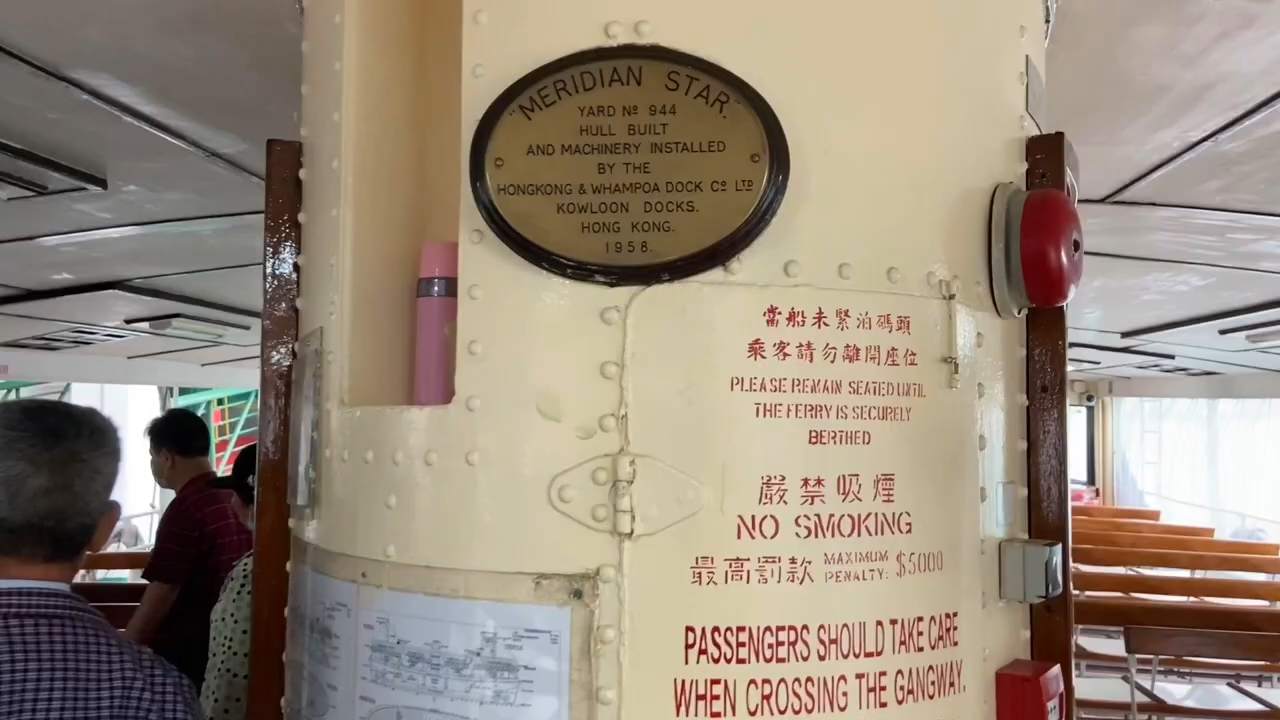 "MERIDIAN STAR".
YARD Nº 944
HULL BUILT
AND MACHINERY INSTALLED
BY THE
HONGKONG & WHAMPOA DOCK Cº LTD
KOWLOON DOCKS.
HONG KONG.
1958.
當船未緊泊碼頭
乘客請勿離開座位
PLEASE REMAIN SEATED UNTIL
THE FERRY IS SECURELY
BERTHED
嚴禁吸煙
NO SMOKING
最高罰款 MAXIMUM PENALTY: $5000
PASSENGERS SHOULD TAKE CARE
WHEN CROSSING THE GANGWAY.